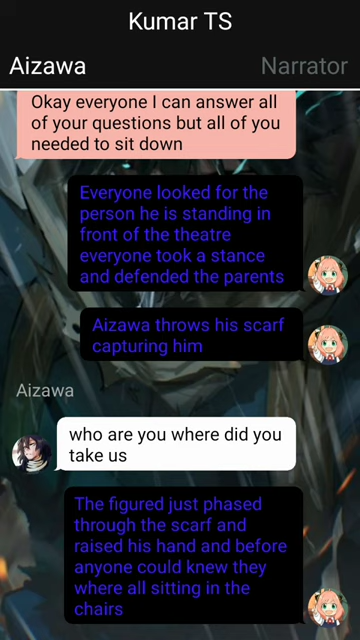 Kumar TS
Aizawa
Narrator
Okay everyone I can answer all
of your questions but all of you
needed to sit down
Everyone looked for the
person he is standing in
front of the theatre
everyone took a stance
and defended the parents
Aizawa throws his scarf
capturing him
Aizawa
who are you where did you
take us
The figured just phased
through the scarf and
raised his hand and before
anyone could knew they
where all sitting in the
chairs